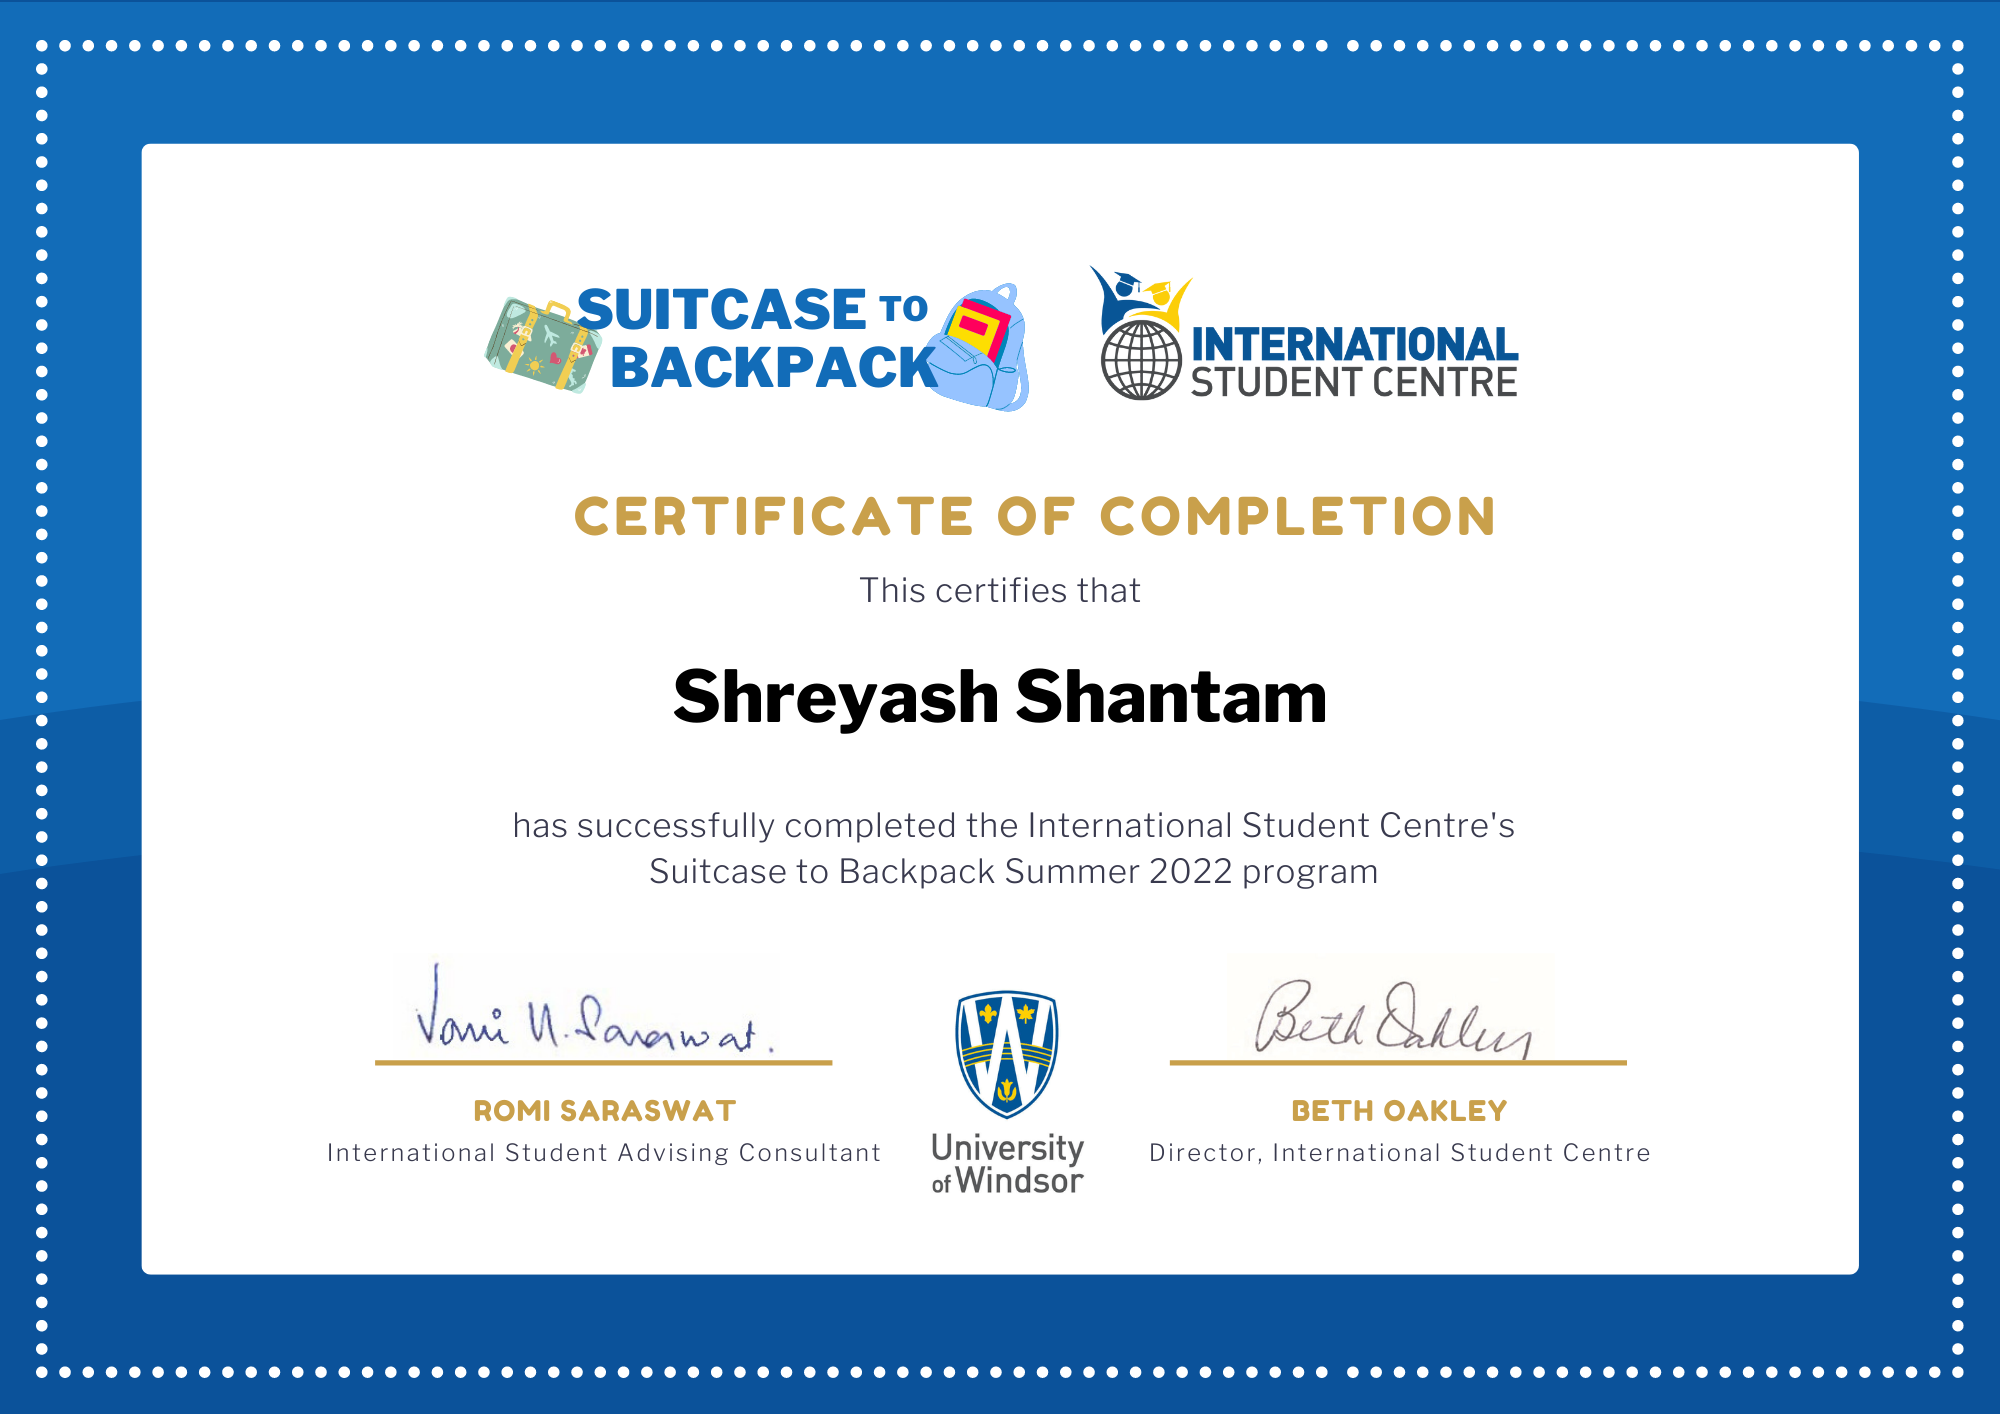 SUITCASE TO
BACKPACK
INTERNATIONAL
STUDENT CENTRE
CERTIFICATE OF COMPLETION
This certifies that
Shreyash Shantam
has successfully completed the International Student Centre's
Suitcase to Backpack Summer 2022 program
Romi N. Saraswat.
Beth Oakley
ROMI SARASWAT
International Student Advising Consultant
University
of Windsor
BETH OAKLEY
Director, International Student Centre